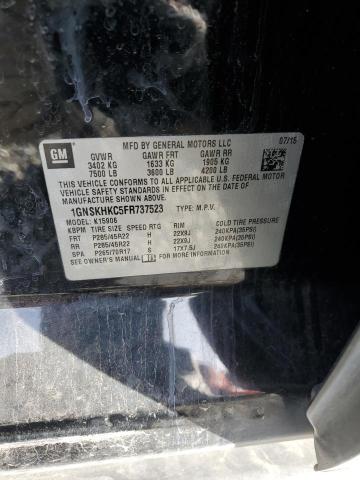 GM
MFD BY GENERAL MOTORS LLC 07/15
GVWR GAWR FRT GAWR RR
3402 KG 1633 KG 1905 KG
7500 LB 3600 LB 4200 LB
THIS VEHICLE CONFORMS TO ALL APPLICABLE U.S. FEDERAL MOTOR
VEHICLE SAFETY STANDARDS IN EFFECT ON THE DATE OF
MANUFACTURE SHOWN ABOVE.
1GNSKHKC5FR737523 TYPE: M.P.V.
MODEL: K15906
KBPM TIRE SIZE SPEED RTG RIM COLD TIRE PRESSURE
FRT P285/45R22 H 22X9J 240KPA(35PSI)
RR P285/45R22 H 22X9J 240KPA(35PSI)
SPA P265/70R17 S 17X7.5J 240KPA(35PSI)
SEE OWNER'S MANUAL FOR MORE INFORMATION.